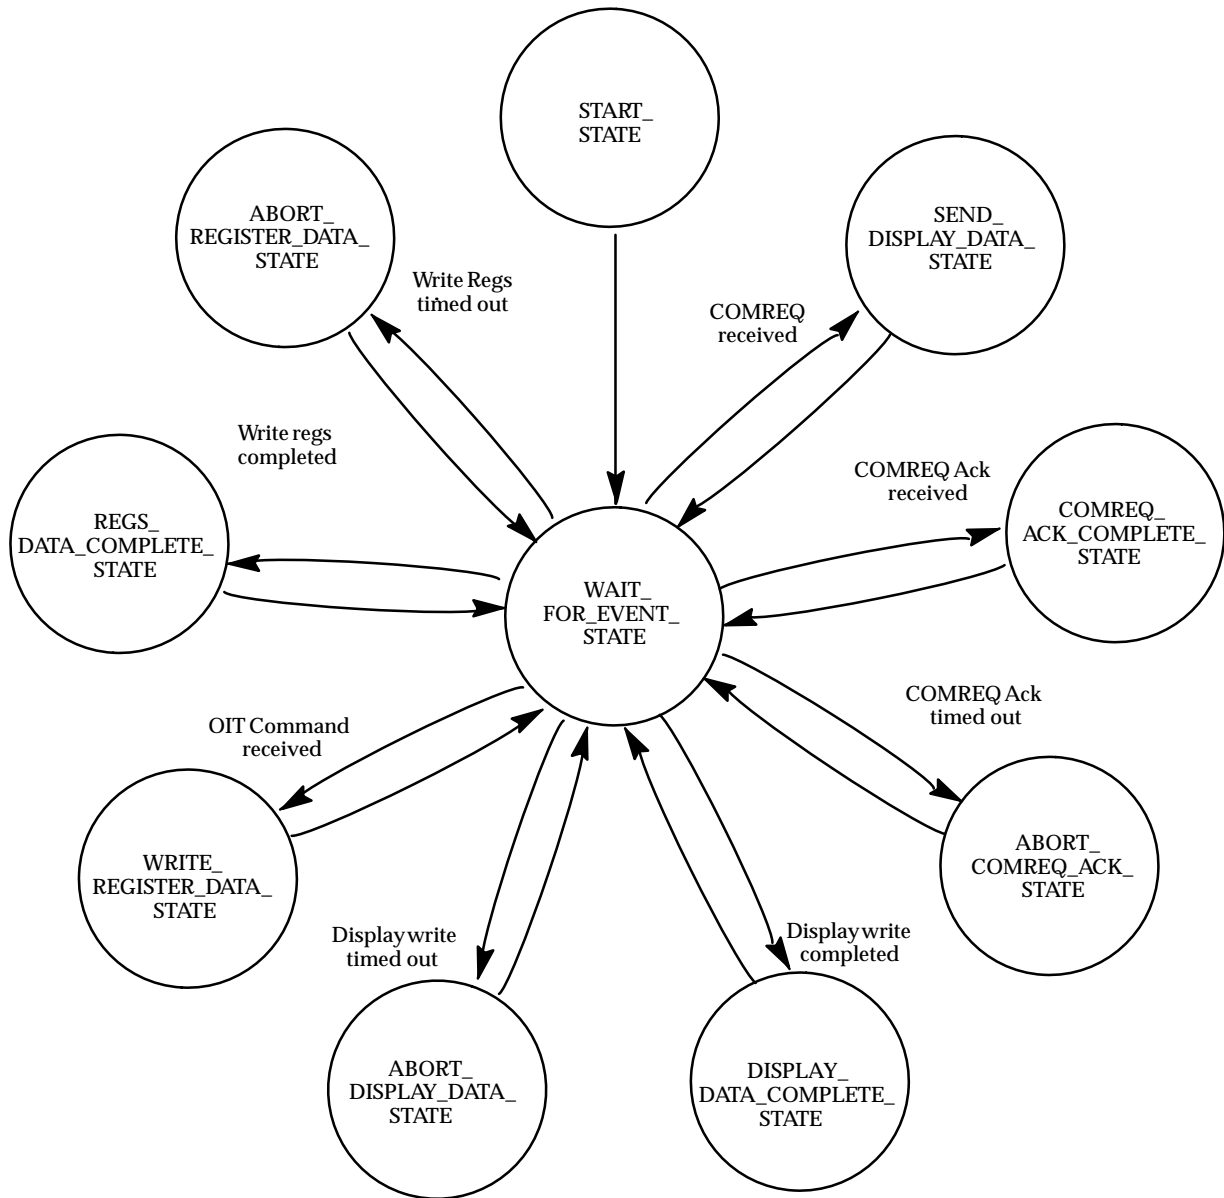 START_
STATE
ABORT_
REGISTER_DATA_
STATE
SEND_
DISPLAY_DATA_
STATE
Write Regs
timed out
COMREQ
received
Write regs
completed
COMREQ Ack
received
REGS_
DATA_COMPLETE_
STATE
COMREQ_
ACK_COMPLETE_
STATE
WAIT_
FOR_EVENT_
STATE
OIT Command
received
COMREQ Ack
timed out
WRITE_
REGISTER_DATA_
STATE
ABORT_
COMREQ_ACK_
STATE
Display write
timed out
Display write
completed
ABORT_
DISPLAY_DATA_
STATE
DISPLAY_
DATA_COMPLETE_
STATE